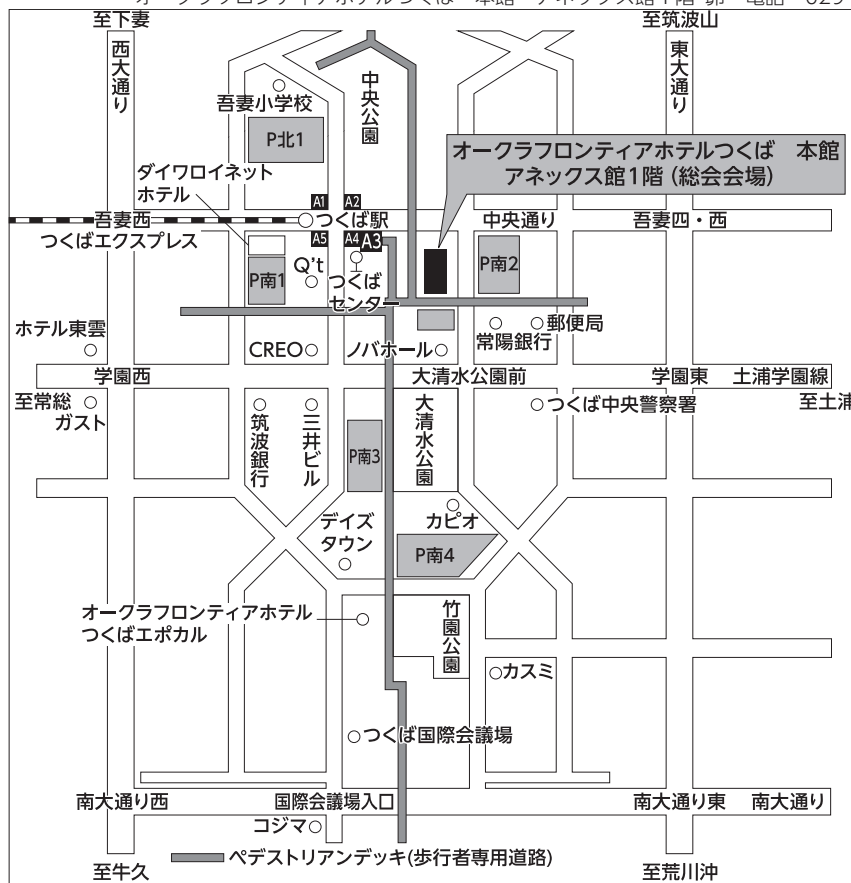 至下妻
至筑波山
西大通り
中央公園
東大通り
吾妻小学校
P北1
ダイワロイネット
ホテル
オークラフロンティアホテルつくば 本館
アネックス館1階 (総会会場)
A1
A2
吾妻西
つくば駅
中央通り
吾妻四・西
つくばエクスプレス
A5
A4
A3
Q't
P南1
つくば
センター
P南2
ホテル東雲
CREO
ノバホール
常陽銀行
郵便局
学園西
大清水公園前
学園東
土浦学園線
至常総
至土浦
ガスト
筑波銀行
三井ビル
P南3
大清水公園
つくば中央警察署
デイズ
タウン
カピオ
P南4
オークラフロンティアホテル
つくばエポカル
竹園公園
カスミ
つくば国際会議場
南大通り西
国際会議場入口
南大通り東
南大通り
コジマ
ペデストリアンデッキ(歩行者専用道路)
至牛久
至荒川沖